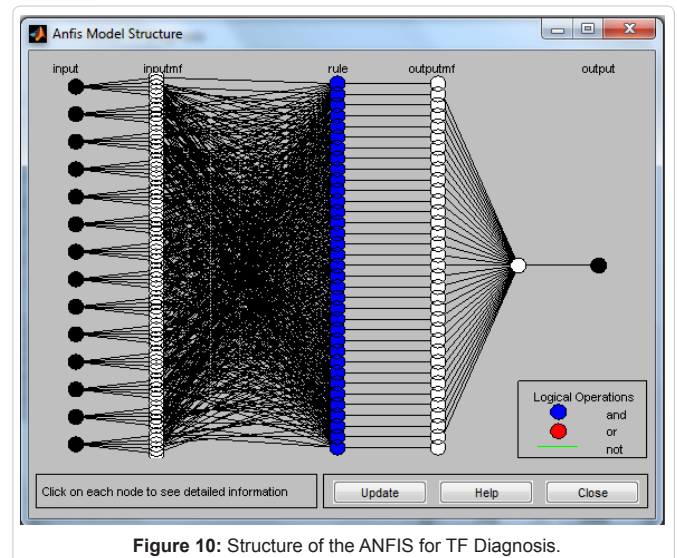 Anfis Model Structure
input inputmf rule outputmf output
Logical Operations
and
or
not
Click on each node to see detailed information
Update Help Close
Figure 10: Structure of the ANFIS for TF Diagnosis.